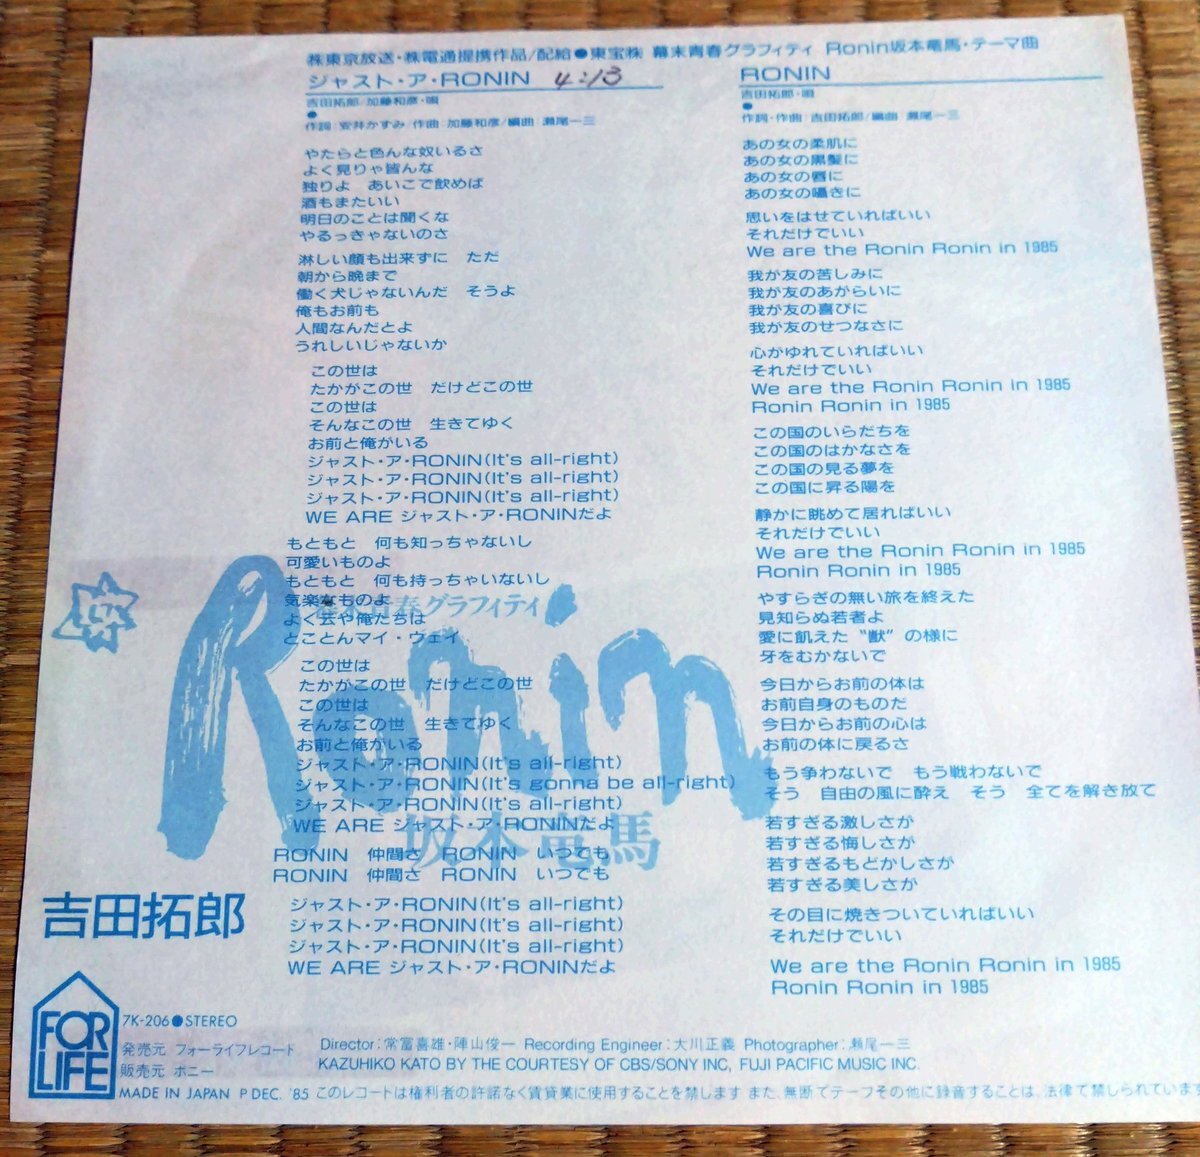 ㈱東京放送・㈱電通提携作品/配給●東宝㈱ 幕末青春グラフィティ Ronin坂本竜馬・テーマ曲
ジャスト・ア・RONIN 4:13
吉田拓郎/加藤和彦・唄
●
作詞:安井かずみ/作曲:加藤和彦/編曲:瀬尾一三
やたらと色んな奴いるさ
よく見りゃ皆んな
独りよ あいこで飲めば
酒もまたいい
明日のことは聞くな
やるっきゃないのさ
淋しい顔も出来ずに ただ
朝から晩まで
働く犬じゃないんだ そうよ
俺もお前も
人間なんだとよ
うれしいじゃないか
この世は
たかがこの世 だけどこの世
この世は
そんなこの世 生きてゆく
お前と俺がいる
ジャスト・ア・RONIN(It's all-right)
ジャスト・ア・RONIN(It's all-right)
ジャスト・ア・RONIN(It's all-right)
WE ARE ジャスト・ア・RONINだよ
もともと 何も知っちゃないし
可愛いものよ
もともと 何も持っちゃいないし
気楽なものよ
よく云や俺たちは
とことんマイ・ウェイ
この世は
たかがこの世 だけどこの世
この世は
そんなこの世 生きてゆく
お前と俺がいる
ジャスト・ア・RONIN(It's all-right)
ジャスト・ア・RONIN(It's gonna be all-right)
ジャスト・ア・RONIN(It's all-right)
WE ARE ジャスト・ア・RONINだよ
RONIN 仲間さ RONIN いつでも
RONIN 仲間さ RONIN いつでも
ジャスト・ア・RONIN(It's all-right)
ジャスト・ア・RONIN(It's all-right)
ジャスト・ア・RONIN(It's all-right)
WE ARE ジャスト・ア・RONINだよ
RONIN
吉田拓郎・唄
●
作詞・作曲:吉田拓郎/編曲:瀬尾一三
あの女の柔肌に
あの女の黒髪に
あの女の唇に
あの女の囁きに
思いをはせていればいい
それだけでいい
We are the Ronin Ronin in 1985
我が友の苦しみに
我が友のあがらいに
我が友の喜びに
我が友のせつなさに
心がゆれていればいい
それだけでいい
We are the Ronin Ronin in 1985
Ronin Ronin in 1985
この国のいらだちを
この国のはかなさを
この国の見る夢を
この国に昇る陽を
静かに眺めて居ればいい
それだけでいい
We are the Ronin Ronin in 1985
Ronin Ronin in 1985
やすらぎの無い旅を終えた
見知らぬ若者よ
愛に飢えた〝獣〟の様に
牙をむかないで
今日からお前の体は
お前自身のものだ
今日からお前の心は
お前の体に戻るさ
もう争わないで もう戦わないで
そう 自由の風に酔え そう 全てを解き放て
若すぎる激しさが
若すぎる悔しさが
若すぎるもどかしさが
若すぎる美しさが
その目に焼きついていればいい
それだけでいい
We are the Ronin Ronin in 1985
Ronin Ronin in 1985
幕末青春グラフィティ
Ronin
坂本竜馬
吉田拓郎
FOR
LIFE
7K-206●STEREO
発売元 フォーライフレコード
販売元 ポニー
Director:常富喜雄・陣山俊一 Recording Engineer:大川正義 Photographer:瀬尾一三
KAZUHIKO KATO BY THE COURTESY OF CBS/SONY INC, FUJI PACIFIC MUSIC INC.
MADE IN JAPAN P DEC. '85 このレコードは権利者の許諾なく賃貸業に使用することを禁じます また、無断でテープその他に録音することは、法律で禁じられています